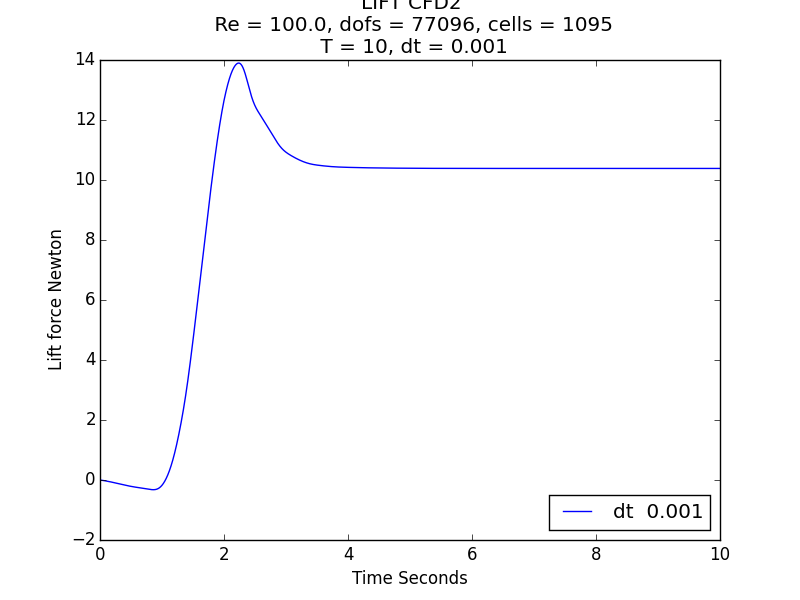 LIFT CFD2
Re = 100.0, dofs = 77096, cells = 1095
T = 10, dt = 0.001
14
12
10
8
6
4
2
0
−2
Lift force Newton
dt 0.001
0 2 4 6 8 10
Time Seconds